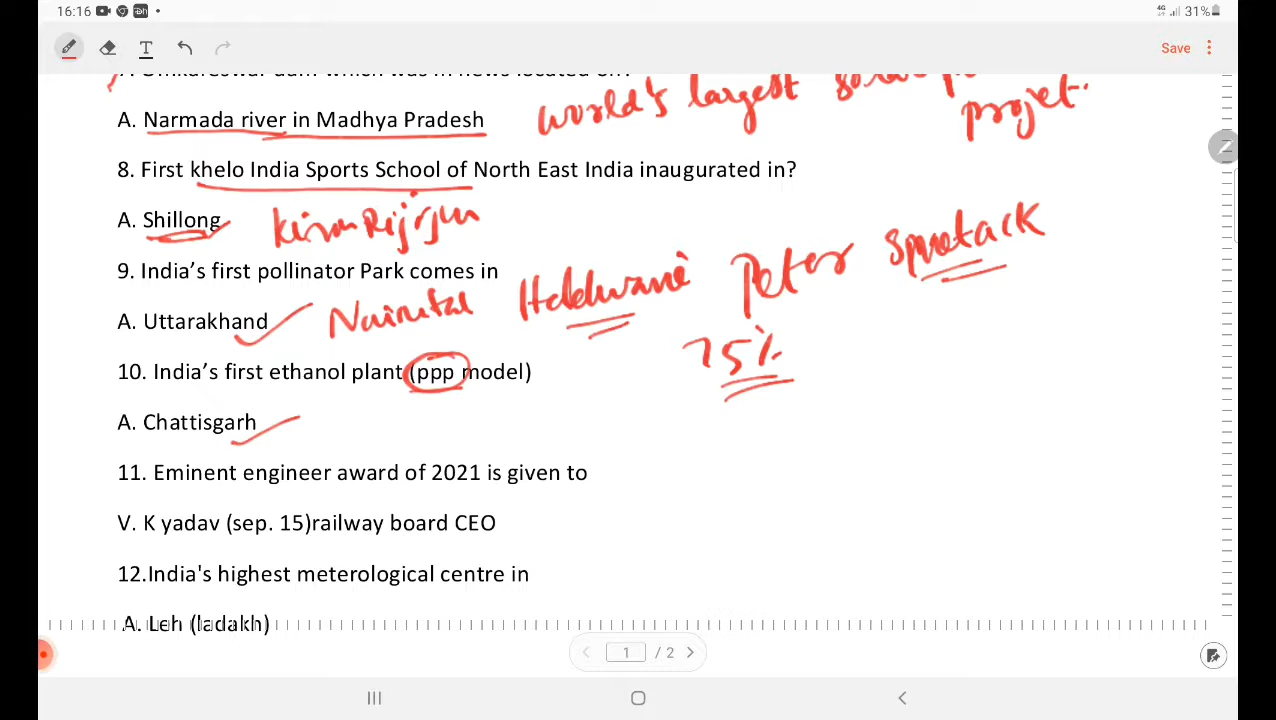 16:16 31%
Save
A. Narmada river in Madhya Pradesh world's largest projet.
8. First khelo India Sports School of North East India inaugurated in?
A. Shillong Kiren Rijiju
9. India's first pollinator Park comes in
A. Uttarakhand Nainital Haldwani Peter
75%
10. India's first ethanol plant (ppp model)
A. Chattisgarh
11. Eminent engineer award of 2021 is given to
V. K yadav (sep. 15)railway board CEO
12.India's highest meterological centre in
A. Leh (ladakh)
1 / 2